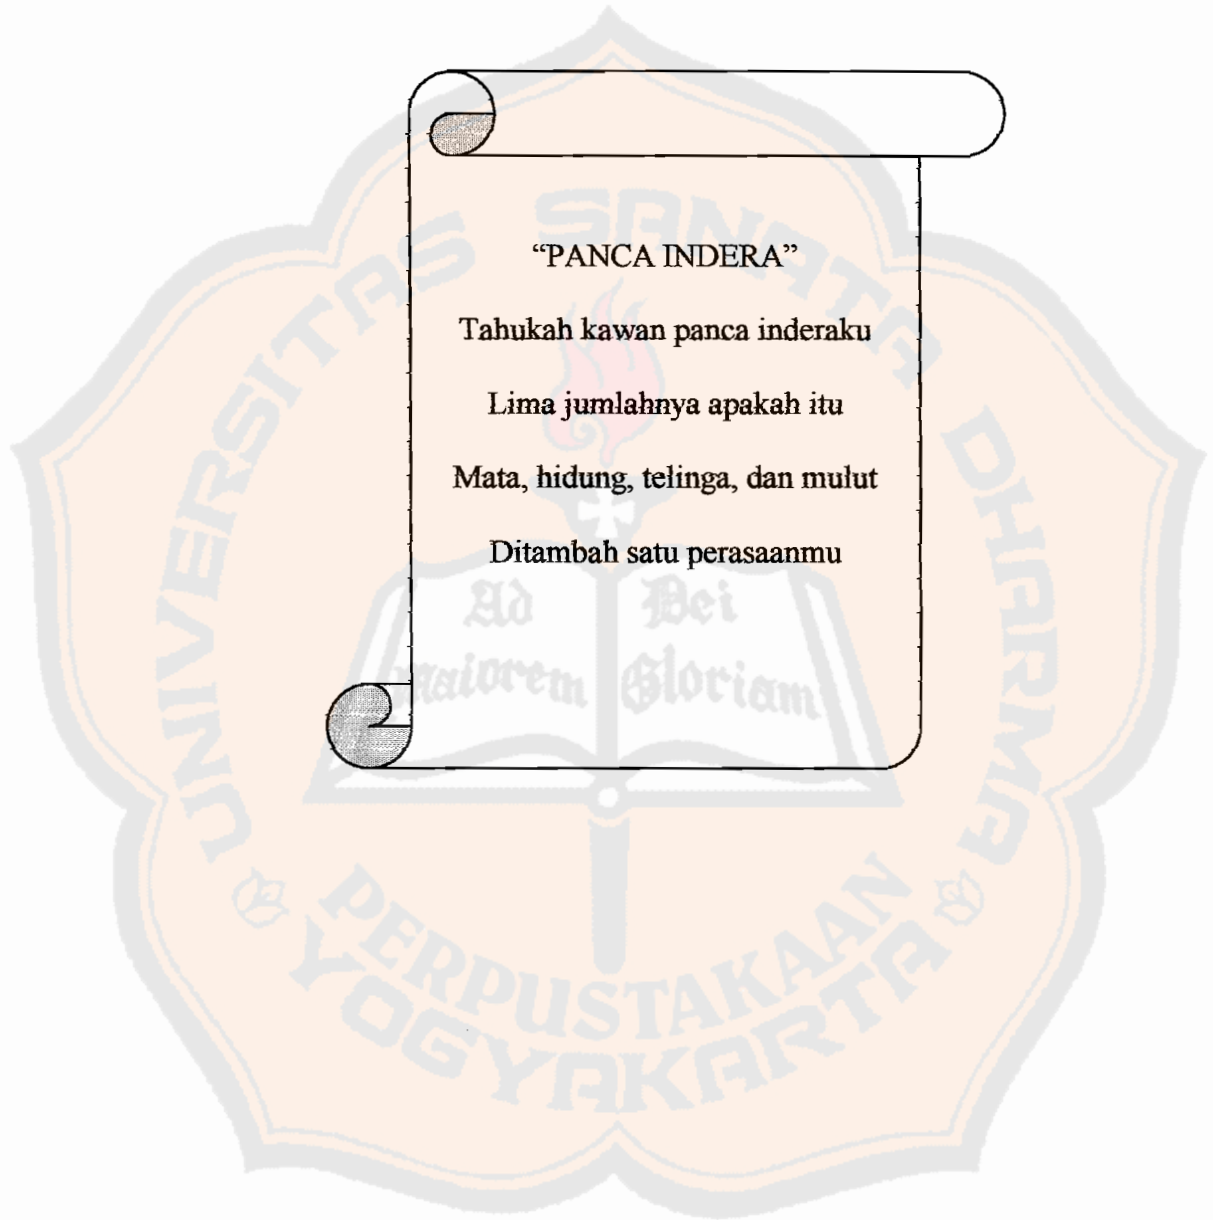 “PANCA INDERA”
Tahukah kawan panca inderaku
Lima jumlahnya apakah itu
Mata, hidung, telinga, dan mulut
Ditambah satu perasaanmu
UNIVERSITAS SANATA DHARMA
Ad Dei
maiorem Gloriam
PERPUSTAKAAN
YOGYAKARTA